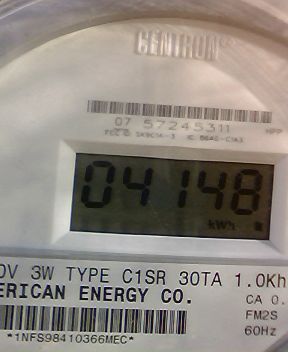 CENTRON
07 57245311
HPP
04148
kWh
0V 3W TYPE C1SR 30TA 1.0Kh
ERICAN ENERGY CO.
CA 0.
FM2S
60Hz
*1NFS98410366MEC*